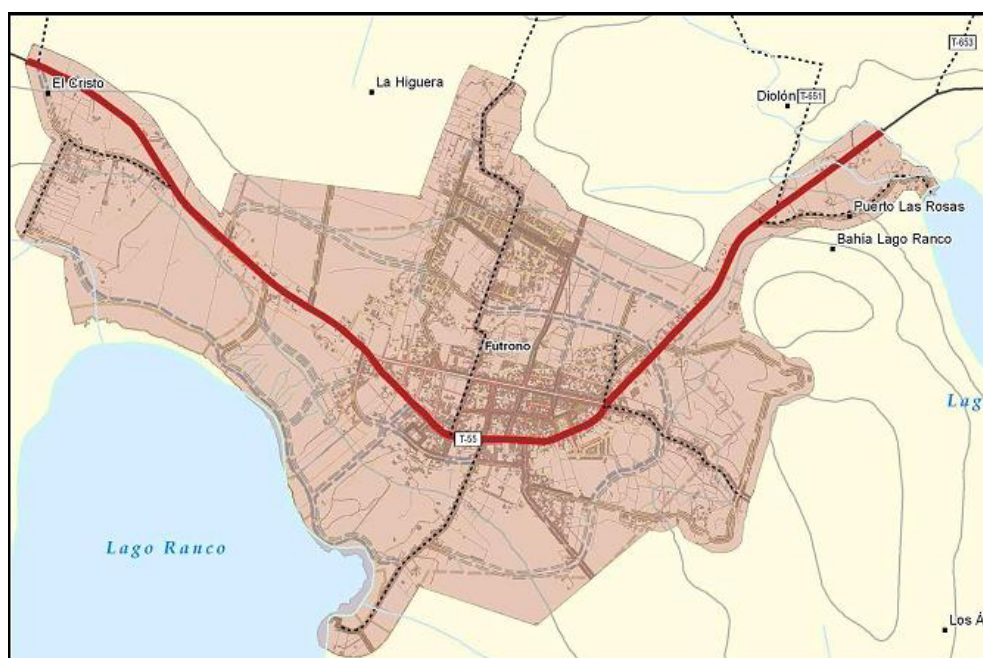 T-653
El Cristo
La Higuera
Diolón
T-651
Puerto Las Rosas
Bahía Lago Ranco
Futrono
Lag
T-55
Lago Ranco
Los Á